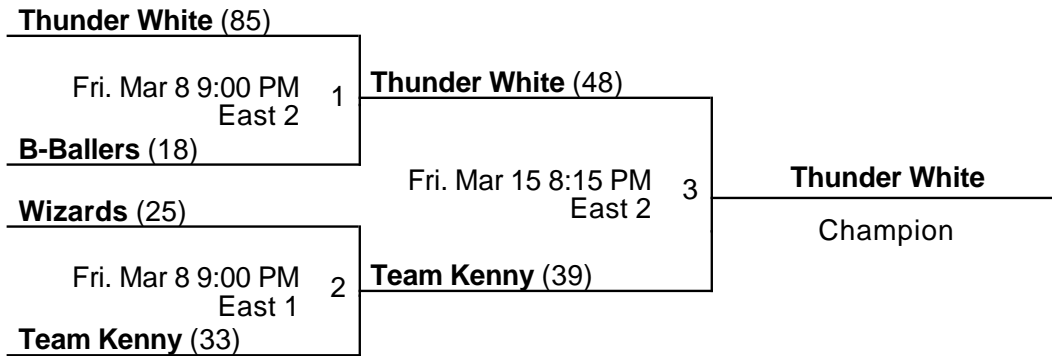 Thunder White (85)
Fri. Mar 8 9:00 PM
East 2
1
B-Ballers (18)
Thunder White (48)
Wizards (25)
Fri. Mar 8 9:00 PM
East 1
2
Team Kenny (33)
Fri. Mar 15 8:15 PM
East 2
3
Team Kenny (39)
Thunder White
Champion